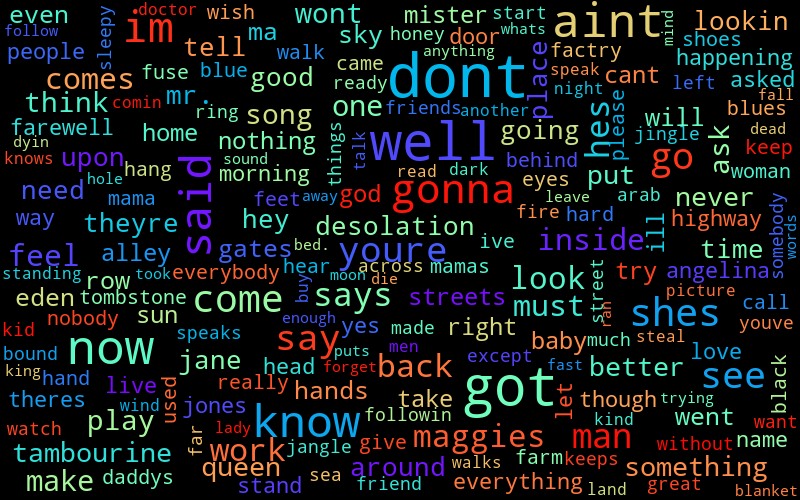 even im doctor wish wont mister start aint lookin
follow sleepy ma sky honey door whats mind shoes
people tell walk came anything place factry happening
comes fuse blue good ready dont speak cant left asked
think comin mr. ring song one friends another night please fall
farewell home nothing things talk well going hes will jingle blues
dyin said sound read dark behind go ask dead keep
knows upon hang morning god gonna eyes put woman
hole need mama feet away leave arab never
way theyre hey desolation fire hard highway somebody
feel alley gates bed. youre ive inside ill time words
standing took everybody hear moon across die mamas look street try angelina
row buy picture
eden tombstone come says streets must ran shes call
nobody sun enough yes made right youve
kid speaks say puts men baby much steal
bound now jane head forget back except fast better love
king hand live really hands got see black
theres wind used jones take let though trying
play lady know followin kind went want
watch far jangle give maggies man without name
tambourine work farm keeps
queen sea around walks something
make daddys stand friend everything land great blanket